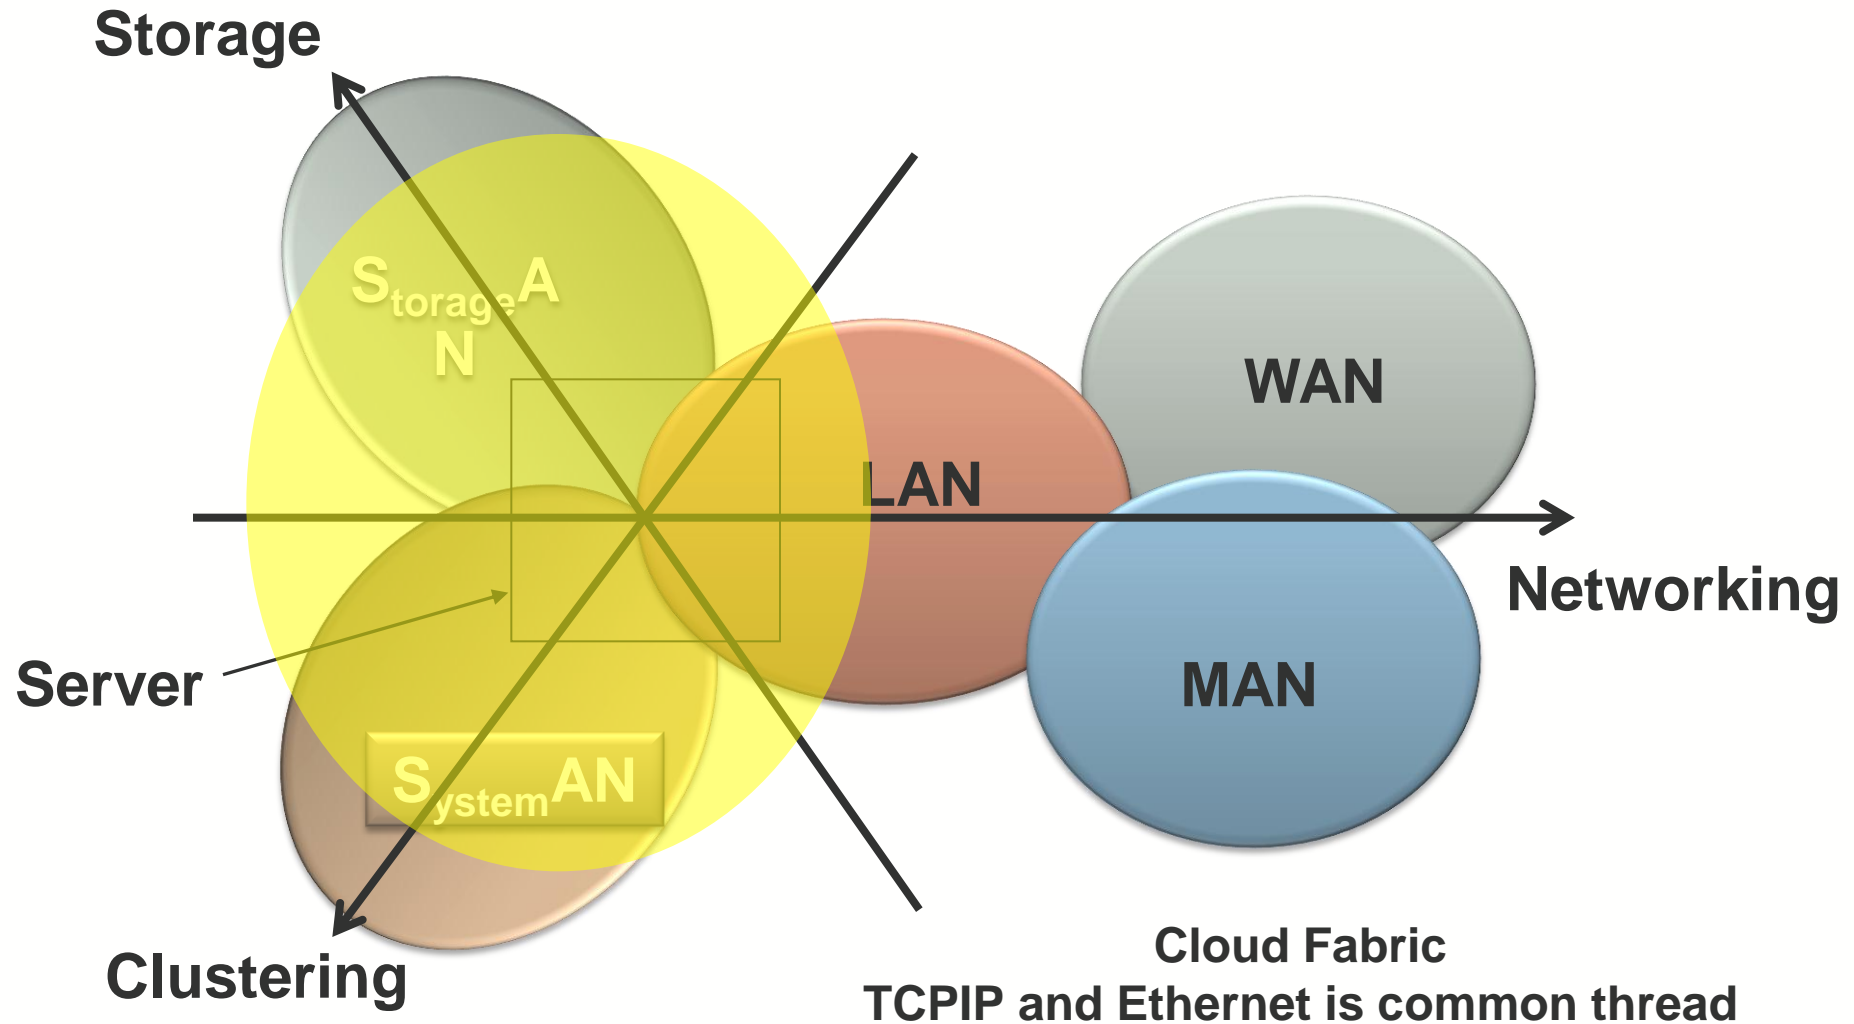 Storage
StorageA
N
WAN
LAN
Networking
Server
MAN
SystemAN
Clustering
Cloud Fabric
TCPIP and Ethernet is common thread